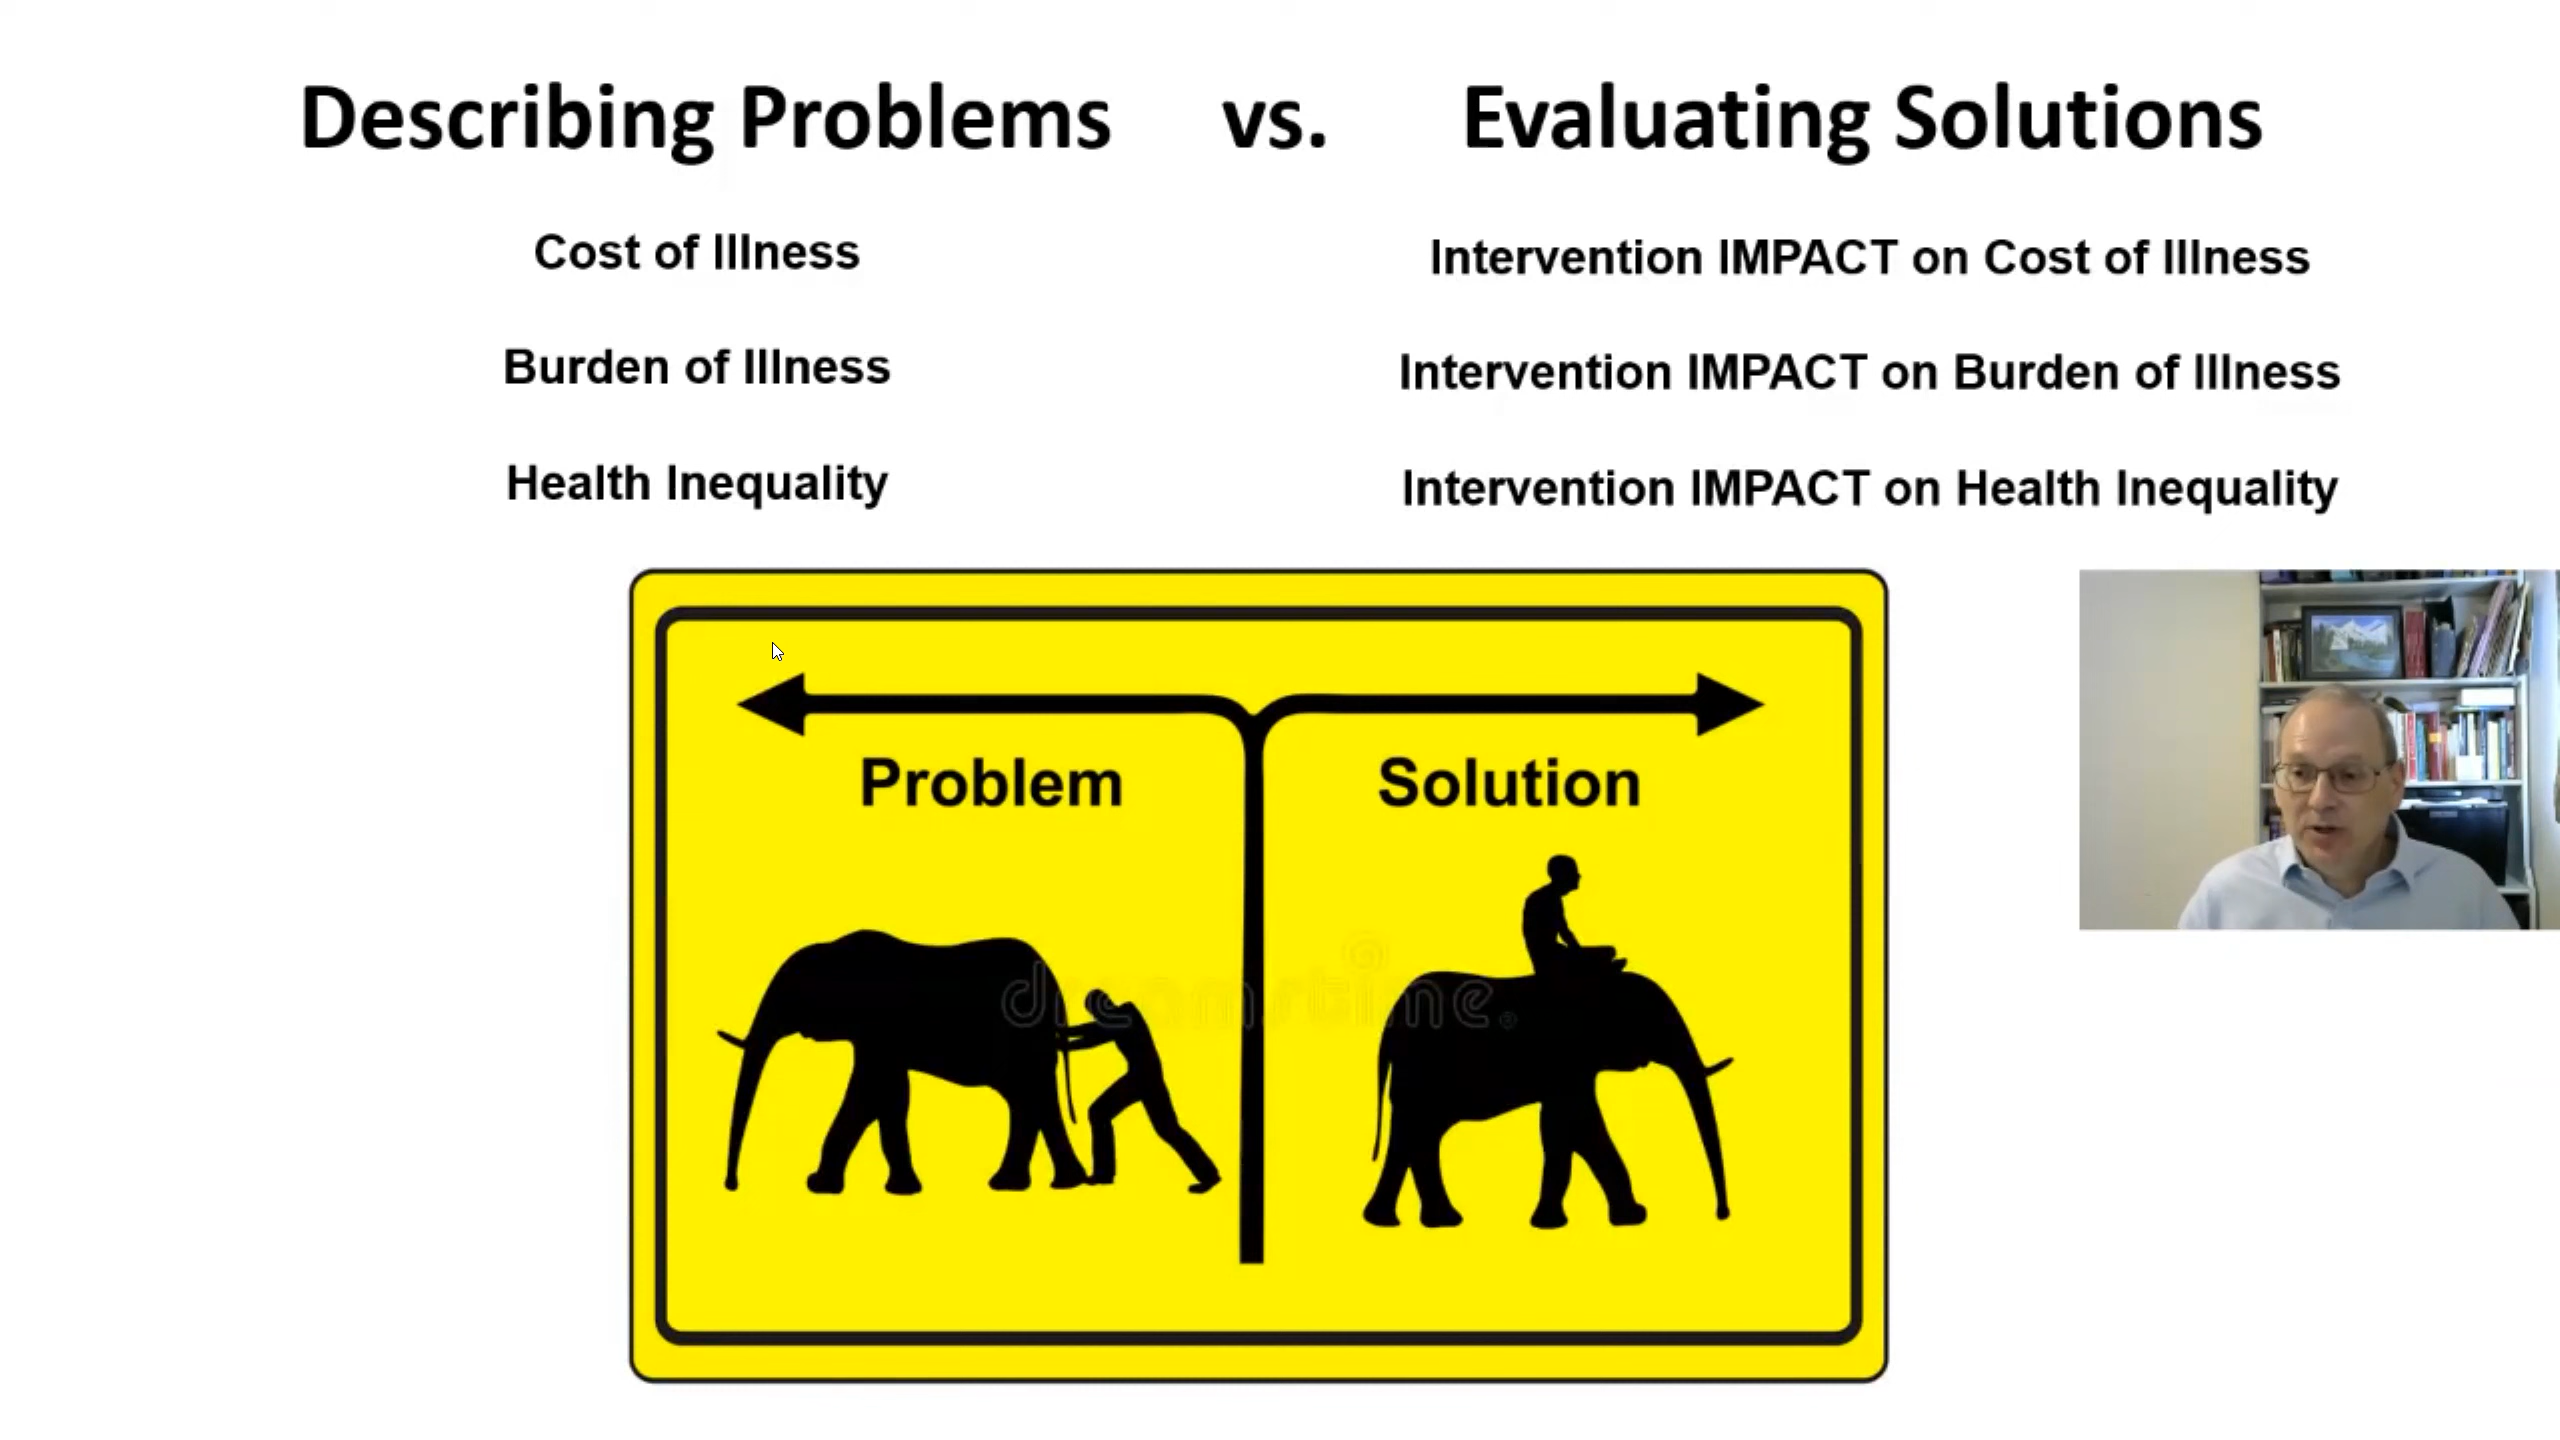 Describing Problems vs. Evaluating Solutions
Cost of Illness
Intervention IMPACT on Cost of Illness
Burden of Illness
Intervention IMPACT on Burden of Illness
Health Inequality
Intervention IMPACT on Health Inequality
Problem
Solution
dreamstime.